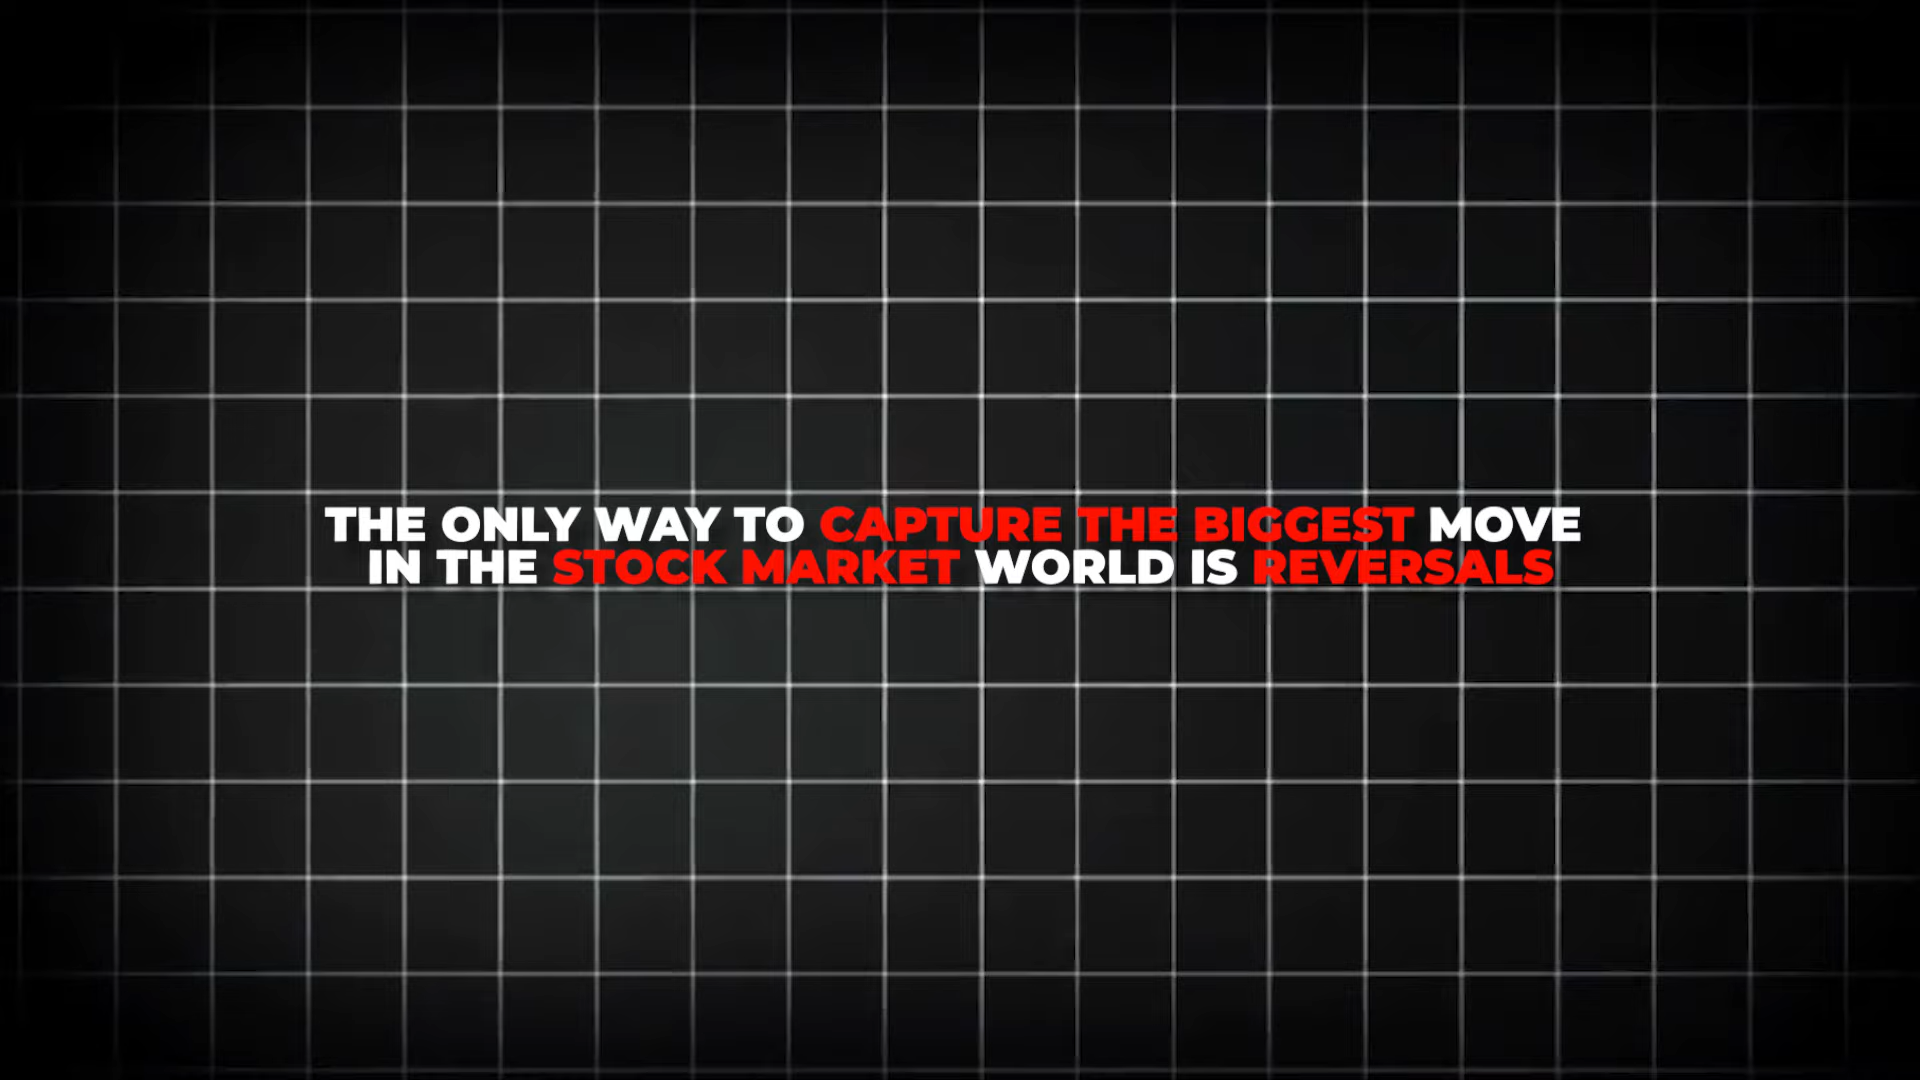 THE ONLY WAY TO CAPTURE THE BIGGEST MOVE
IN THE STOCK MARKET WORLD IS REVERSALS